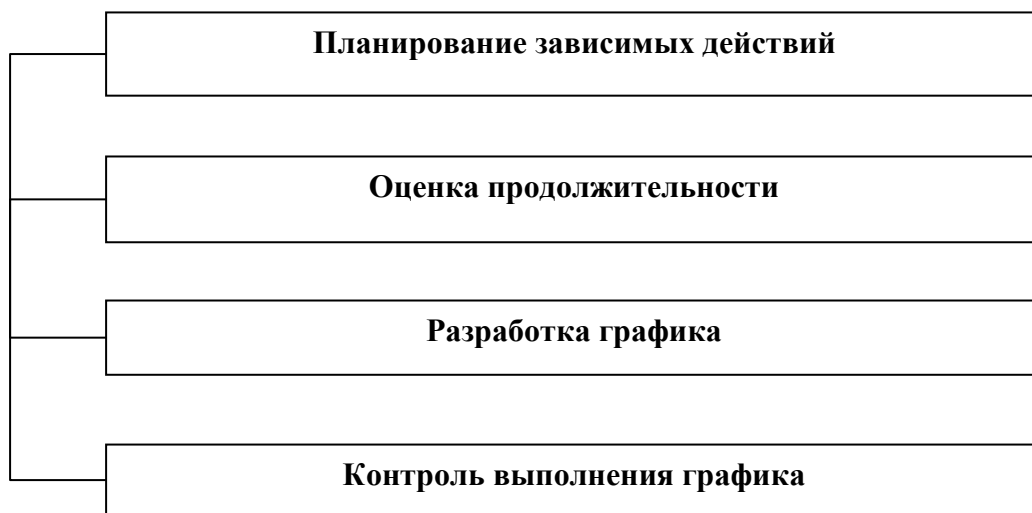 Планирование зависимых действий
Оценка продолжительности
Разработка графика
Контроль выполнения графика